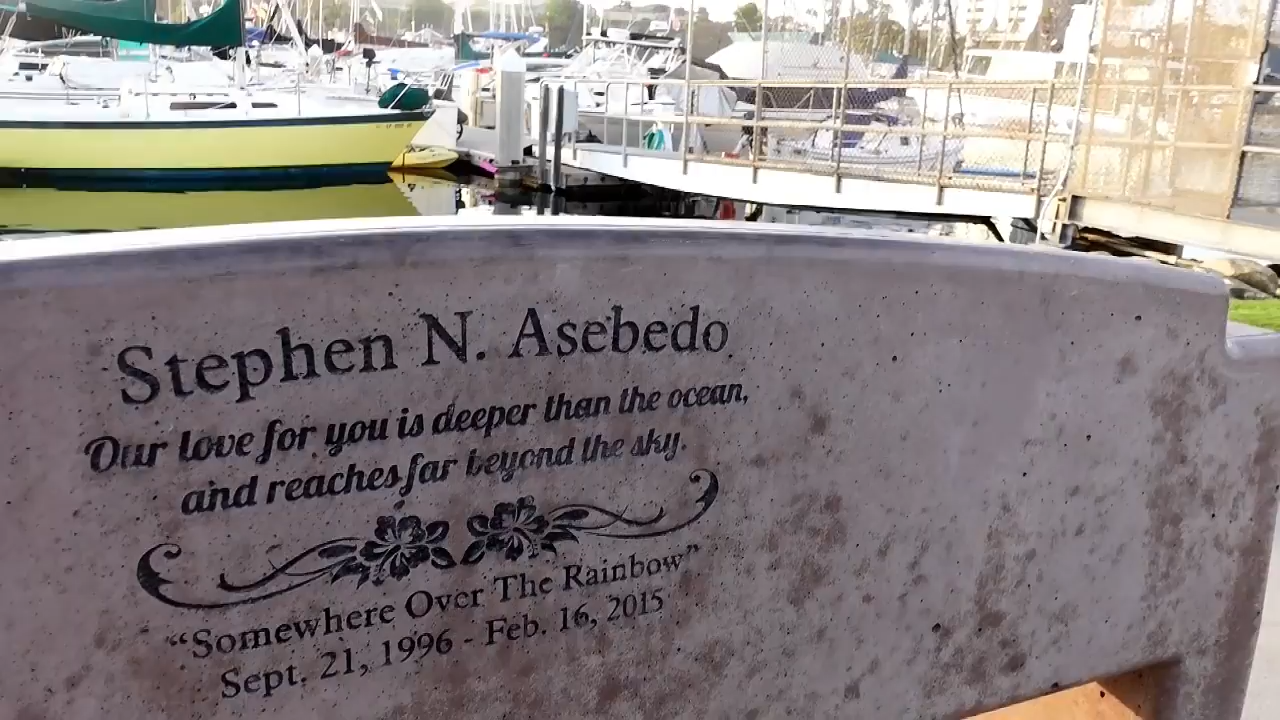 Stephen N. Asebedo
Our love for you is deeper than the ocean,
and reaches far beyond the sky.
“Somewhere Over The Rainbow”
Sept. 21, 1996 - Feb. 16, 2015